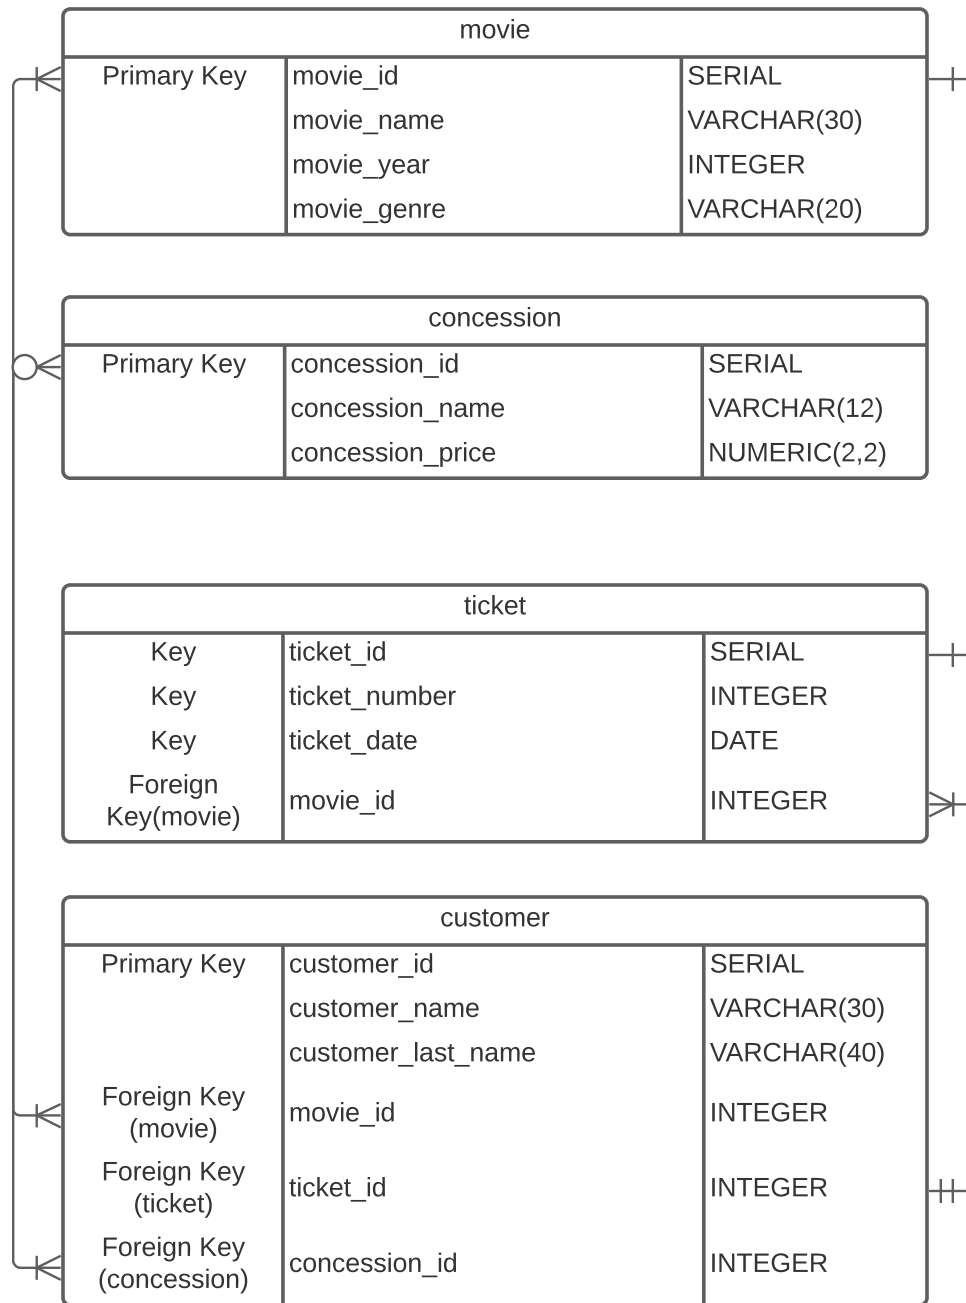 movie
Primary Key movie_id SERIAL
movie_name VARCHAR(30)
movie_year INTEGER
movie_genre VARCHAR(20)
concession
Primary Key concession_id SERIAL
concession_name VARCHAR(12)
concession_price NUMERIC(2,2)
ticket
Key ticket_id SERIAL
Key ticket_number INTEGER
Key ticket_date DATE
Foreign
Key(movie) movie_id INTEGER
customer
Primary Key customer_id SERIAL
customer_name VARCHAR(30)
customer_last_name VARCHAR(40)
Foreign Key
(movie) movie_id INTEGER
Foreign Key
(ticket) ticket_id INTEGER
Foreign Key
(concession) concession_id INTEGER